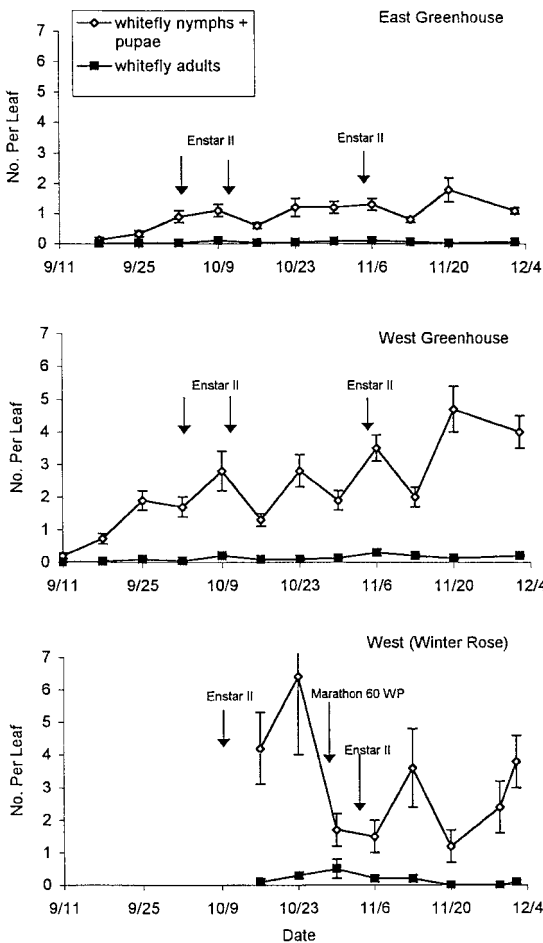 East Greenhouse
whitefly nymphs +
pupae
whitefly adults
No. Per Leaf
7
6
5
4
3
2
1
0
Enstar II
Enstar II
9/11 9/25 10/9 10/23 11/6 11/20 12/4
West Greenhouse
No. Per Leaf
7
6
5
4
3
2
1
0
Enstar II
Enstar II
9/11 9/25 10/9 10/23 11/6 11/20 12/4
West (Winter Rose)
No. Per Leaf
7
6
5
4
3
2
1
0
Enstar II
Marathon 60 WP
Enstar II
9/11 9/25 10/9 10/23 11/6 11/20 12/4
Date